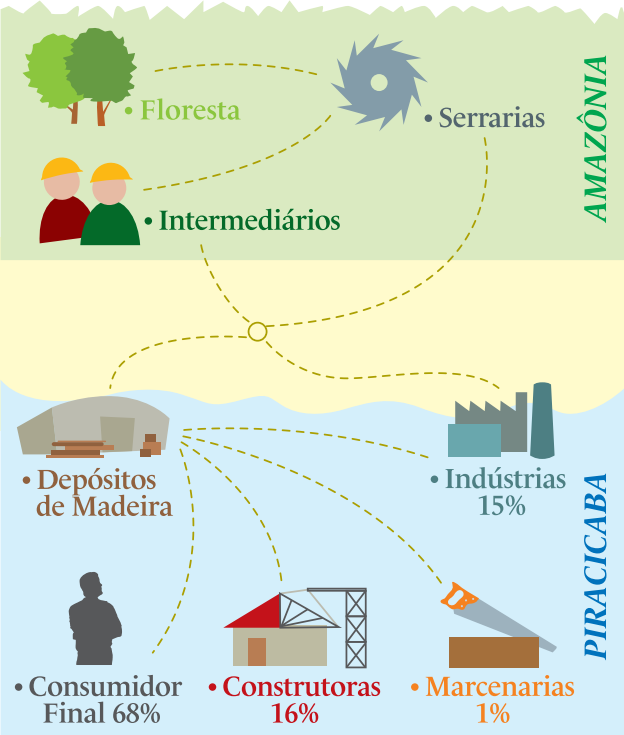 • Floresta
• Serrarias
AMAZÔNIA
• Intermediários
• Depósitos
de Madeira
• Indústrias
15%
PIRACICABA
• Consumidor
Final 68%
• Construtoras
16%
• Marcenarias
1%